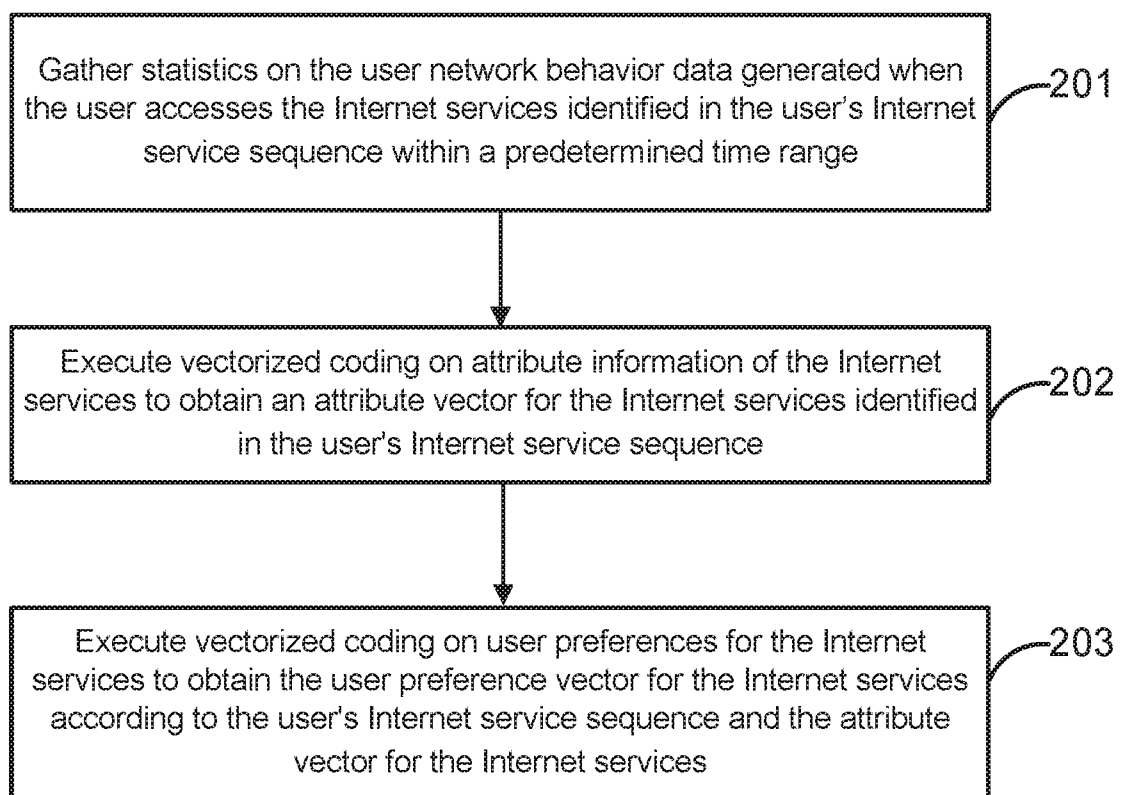 Gather statistics on the user network behavior data generated when
the user accesses the Internet services identified in the user’s Internet
service sequence within a predetermined time range
201
Execute vectorized coding on attribute information of the Internet
services to obtain an attribute vector for the Internet services identified
in the user's Internet service sequence
202
Execute vectorized coding on user preferences for the Internet
services to obtain the user preference vector for the Internet services
according to the user's Internet service sequence and the attribute
vector for the Internet services
203